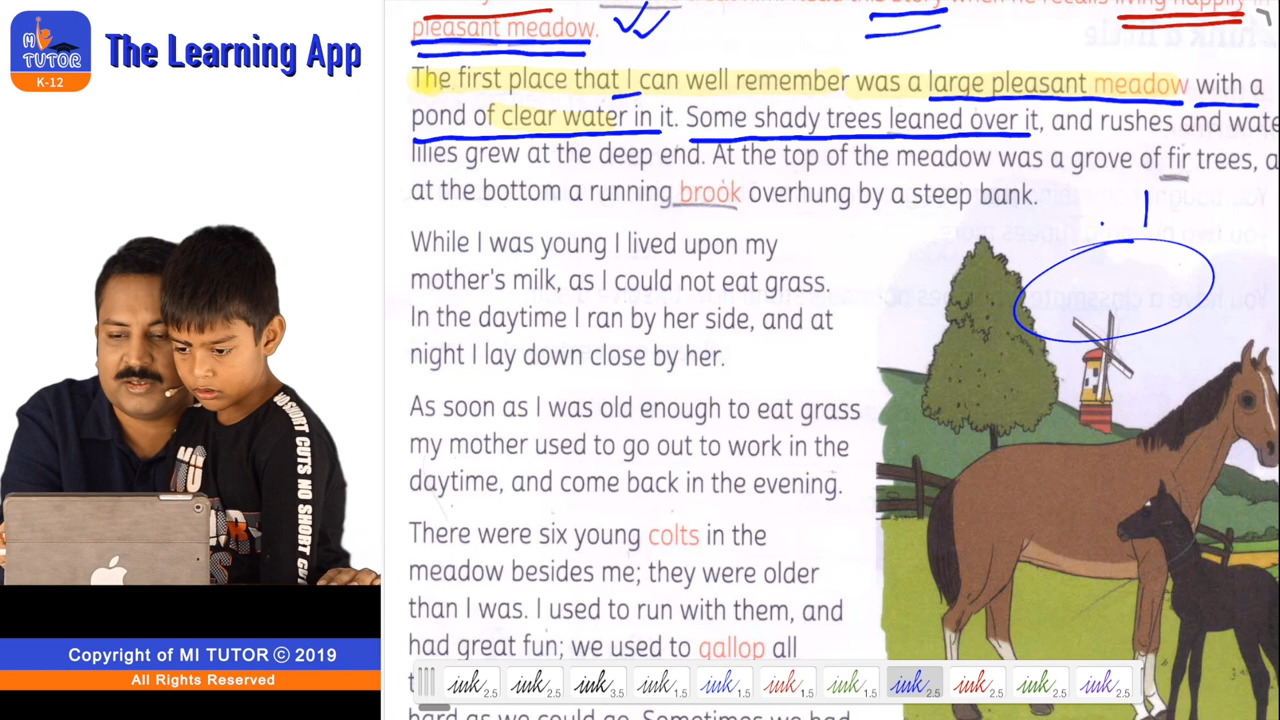 MI
TUTOR
K-12
The Learning App
pleasant meadow.
The first place that I can well remember was a large pleasant meadow with a
pond of clear water in it. Some shady trees leaned over it, and rushes and wate
lilies grew at the deep end. At the top of the meadow was a grove of fir trees, a
at the bottom a running brook overhung by a steep bank.
While I was young I lived upon my
mother's milk, as I could not eat grass.
In the daytime I ran by her side, and at
night I lay down close by her.
As soon as I was old enough to eat grass
my mother used to go out to work in the
daytime, and come back in the evening.
There were six young colts in the
meadow besides me; they were older
than I was. I used to run with them, and
had great fun; we used to gallop all
NO SHORT CUTS NO SHORT CUTS
Copyright of MI TUTOR © 2019
All Rights Reserved
ink 2.5 ink 2.5 ink 3.5 ink 1.5 ink 1.5 ink 1.5 ink 1.5 ink 2.5 ink 2.5 ink 2.5 ink 2.5